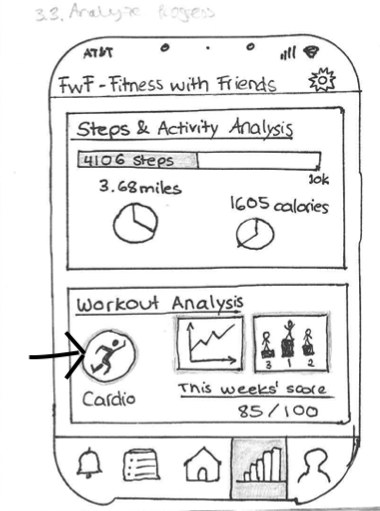 3.3. Analyze Progress
AT&T
FwF - Fitness with Friends
Steps & Activity Analysis
4106 steps
10k
3.68 miles
1605 calories
Workout Analysis
3 1 2
Cardio
This weeks' score
85/100